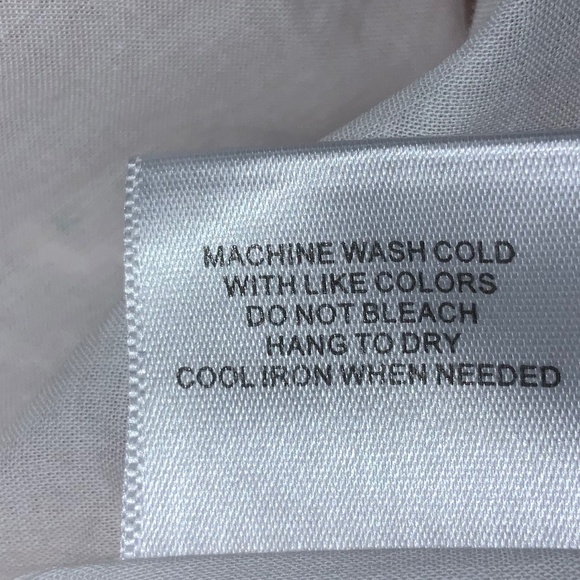 MACHINE WASH COLD
WITH LIKE COLORS
DO NOT BLEACH
HANG TO DRY
COOL IRON WHEN NEEDED